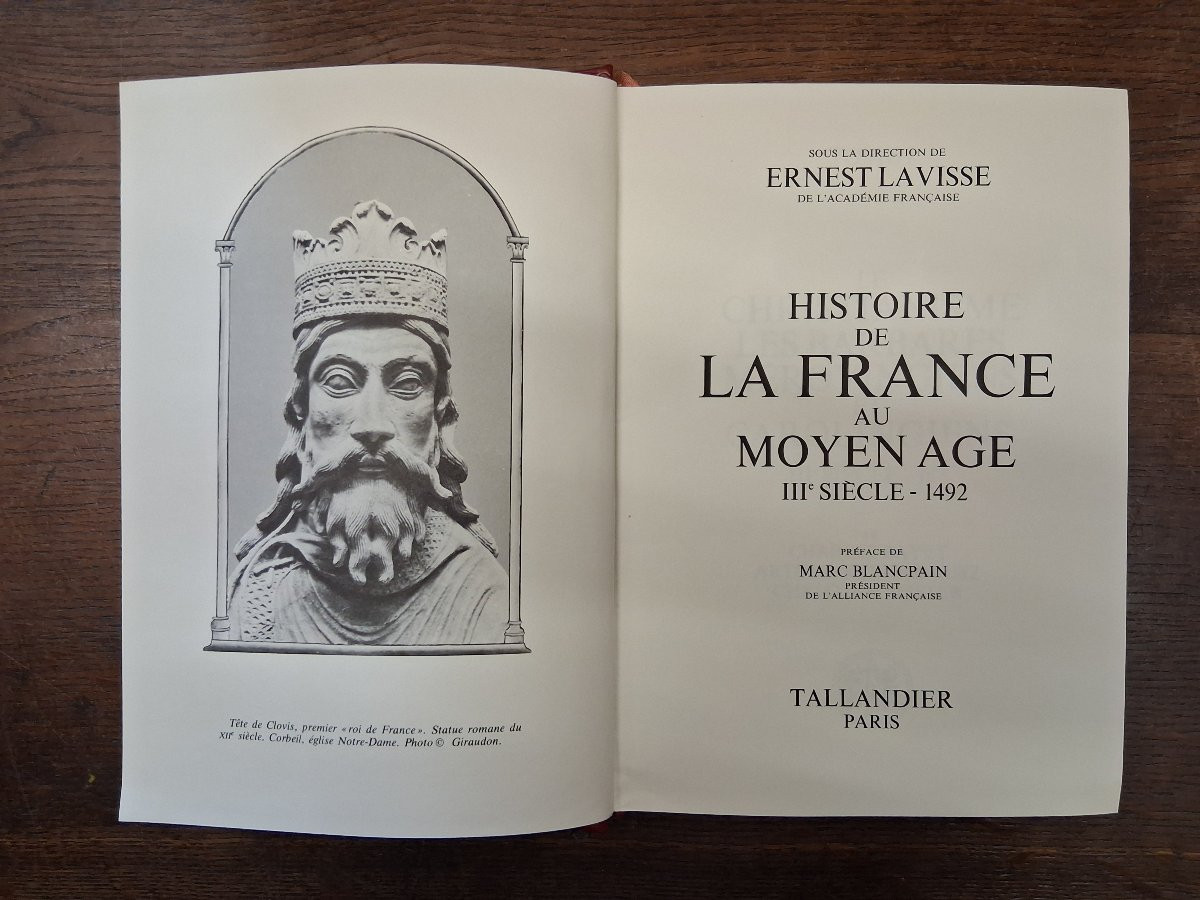 Tête de Clovis, premier «roi de France». Statue romane du
XIIᵉ siècle. Corbeil, église Notre-Dame. Photo © Giraudon.
SOUS LA DIRECTION DE
ERNEST LAVISSE
DE L'ACADÉMIE FRANÇAISE
HISTOIRE
DE
LA FRANCE
AU
MOYEN AGE
IIIᵉ SIÈCLE - 1492
PRÉFACE DE
MARC BLANCPAIN
PRÉSIDENT
DE L'ALLIANCE FRANÇAISE
TALLANDIER
PARIS